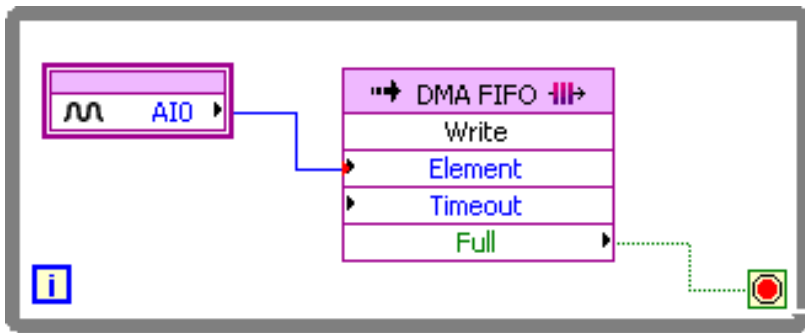 AI0
DMA FIFO
Write
Element
Timeout
Full
i